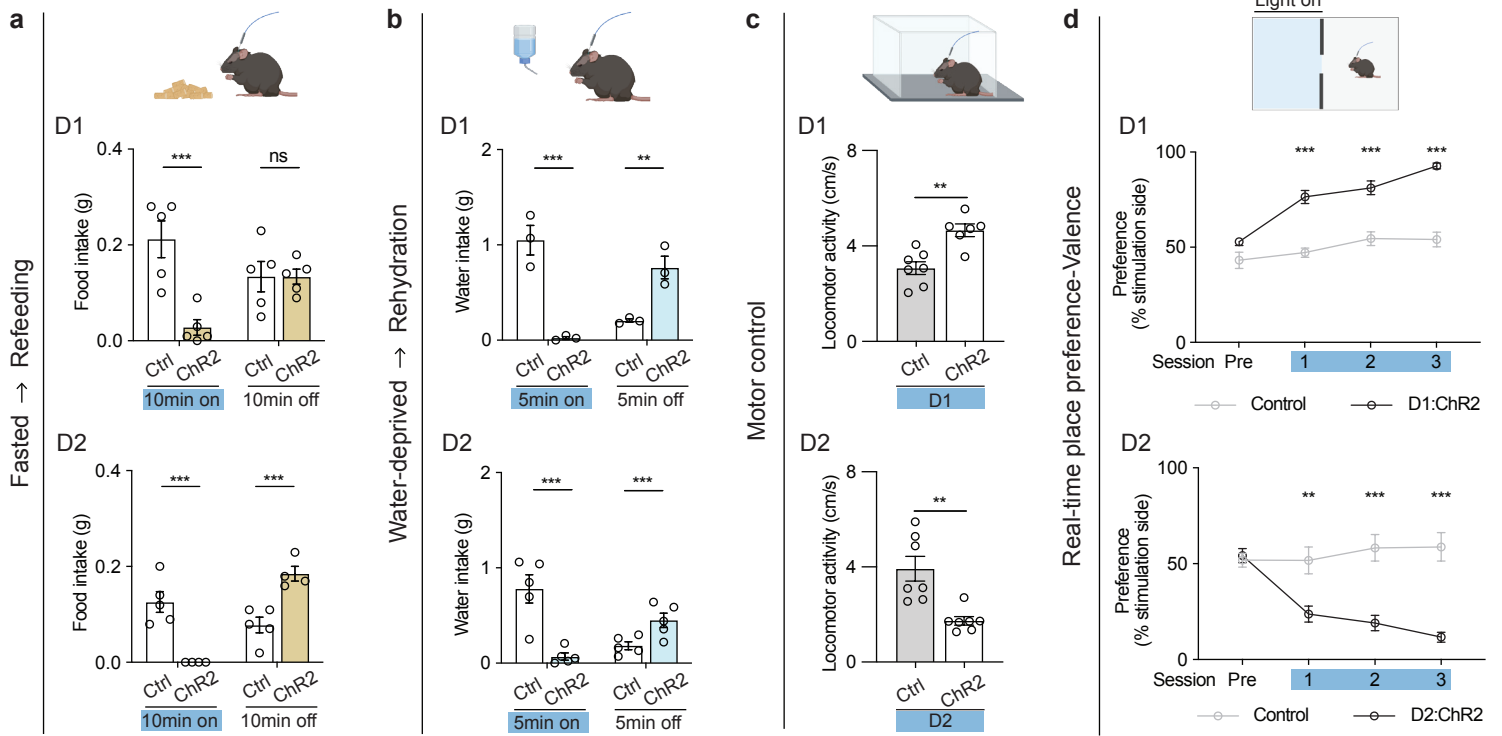 a
Fasted → Refeeding
D1
Food intake (g)
0.4
0.2
0.0
***
ns
Ctrl
ChR2
Ctrl
ChR2
10min on
10min off
D2
Food intake (g)
0.4
0.2
0.0
***
***
Ctrl
ChR2
Ctrl
ChR2
10min on
10min off
b
Water-deprived → Rehydration
D1
Water intake (g)
2
1
0
***
**
Ctrl
ChR2
Ctrl
ChR2
5min on
5min off
D2
Water intake (g)
2
1
0
***
***
Ctrl
ChR2
Ctrl
ChR2
5min on
5min off
c
Motor control
D1
Locomotor activity (cm/s)
8
4
0
**
Ctrl
ChR2
D1
D2
Locomotor activity (cm/s)
8
4
0
**
Ctrl
ChR2
D2
d
Real-time place preference-Valence
Light on
D1
Preference
(% stimulation side)
100
50
0
***
***
***
Session Pre 1 2 3
Control
D1:ChR2
D2
Preference
(% stimulation side)
100
50
0
**
***
***
Session Pre 1 2 3
Control
D2:ChR2